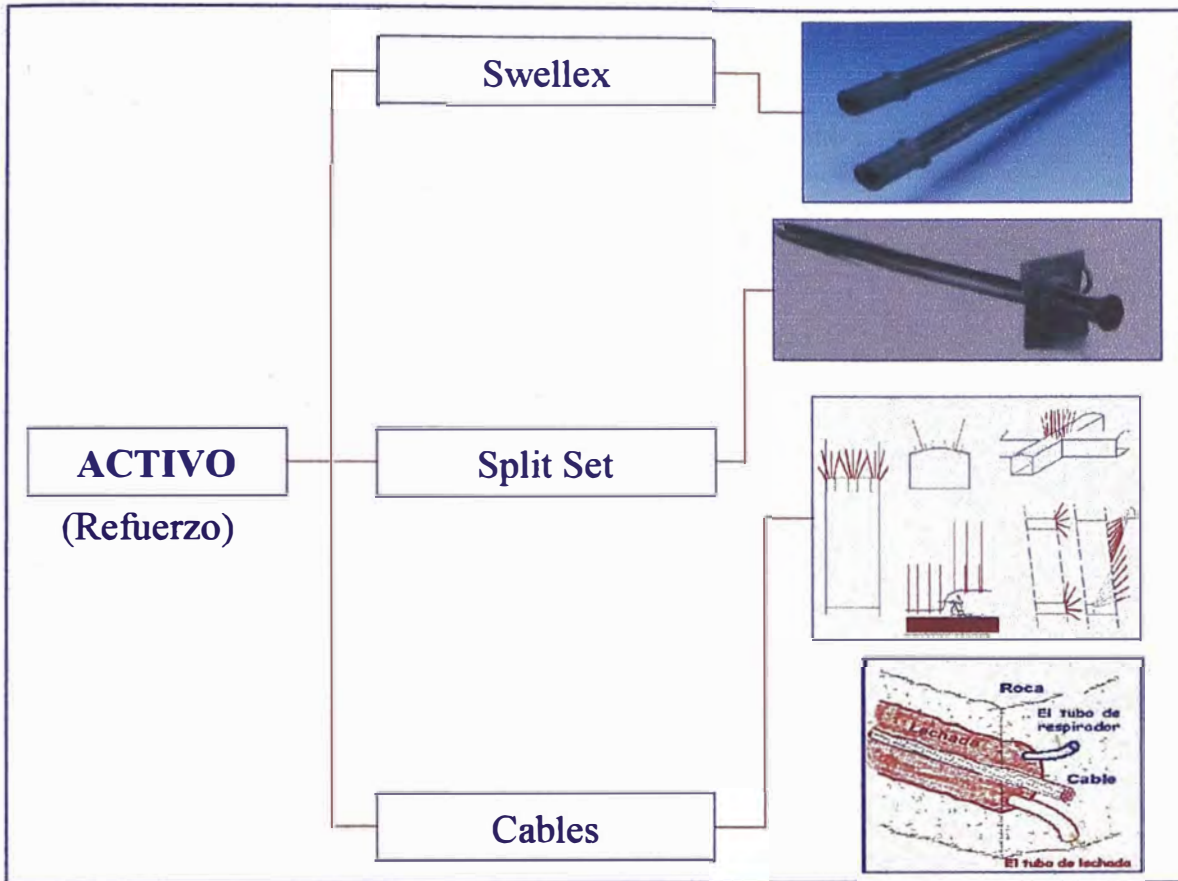 Swellex
ACTIVO
(Refuerzo)
Split Set
Cables
Roca
El tubo de
respirador
Lechada
Cable
El tubo de lechada